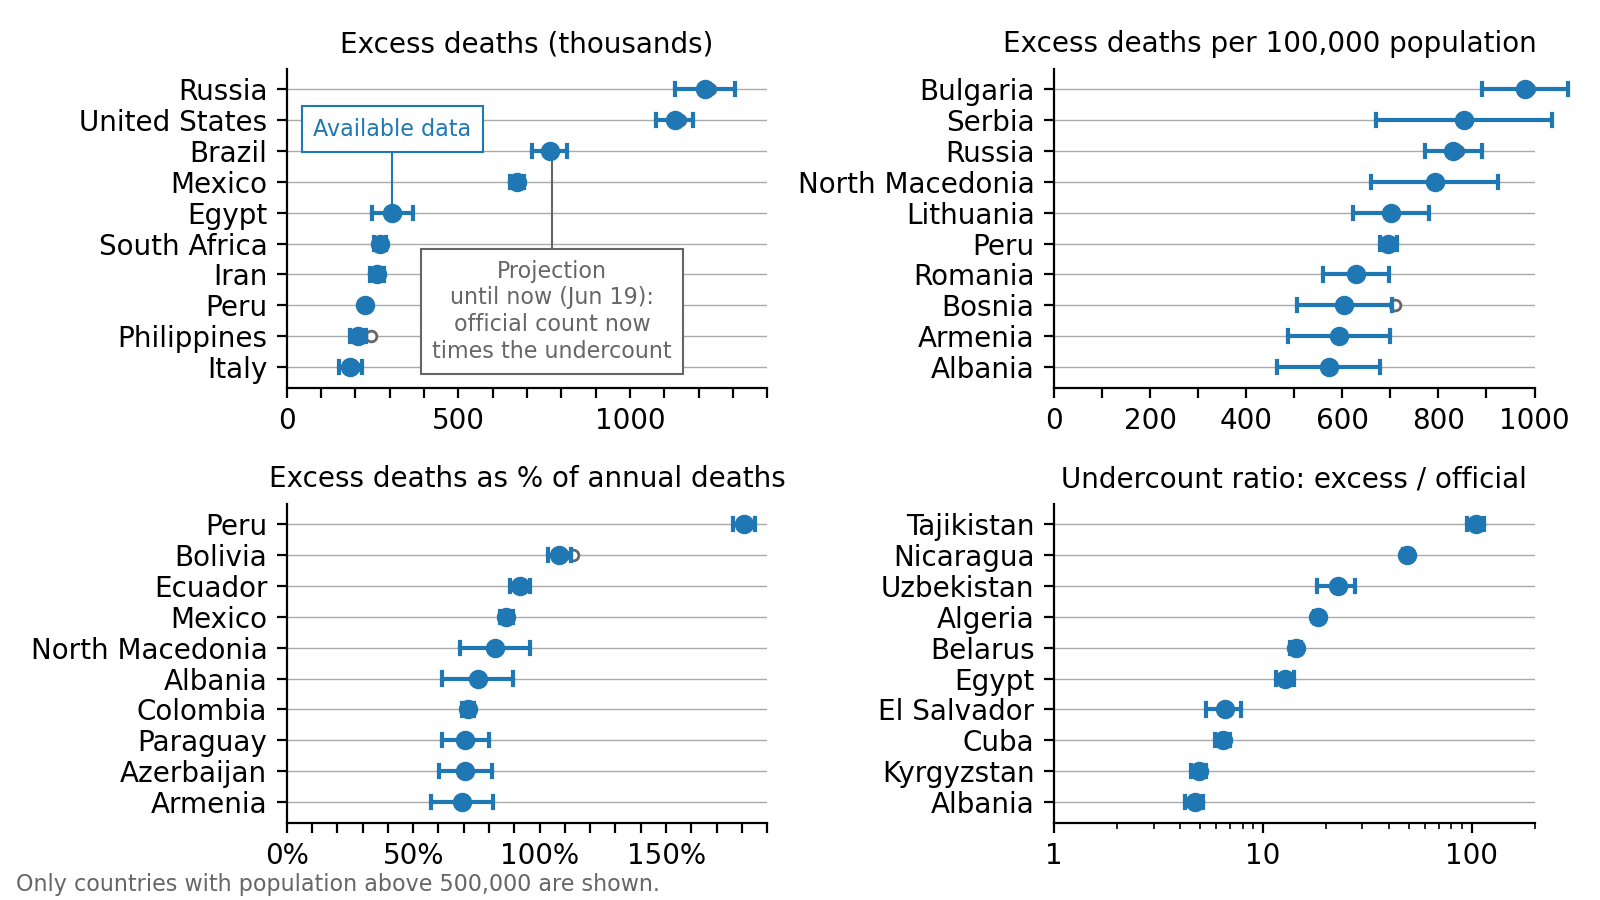 Excess deaths (thousands)
Russia
United States
Brazil
Mexico
Egypt
South Africa
Iran
Peru
Philippines
Italy
Available data
Projection
until now (Jun 19):
official count now
times the undercount
0 500 1000
Excess deaths per 100,000 population
Bulgaria
Serbia
Russia
North Macedonia
Lithuania
Peru
Romania
Bosnia
Armenia
Albania
0 200 400 600 800 1000
Excess deaths as % of annual deaths
Peru
Bolivia
Ecuador
Mexico
North Macedonia
Albania
Colombia
Paraguay
Azerbaijan
Armenia
0% 50% 100% 150%
Undercount ratio: excess / official
Tajikistan
Nicaragua
Uzbekistan
Algeria
Belarus
Egypt
El Salvador
Cuba
Kyrgyzstan
Albania
1 10 100
Only countries with population above 500,000 are shown.